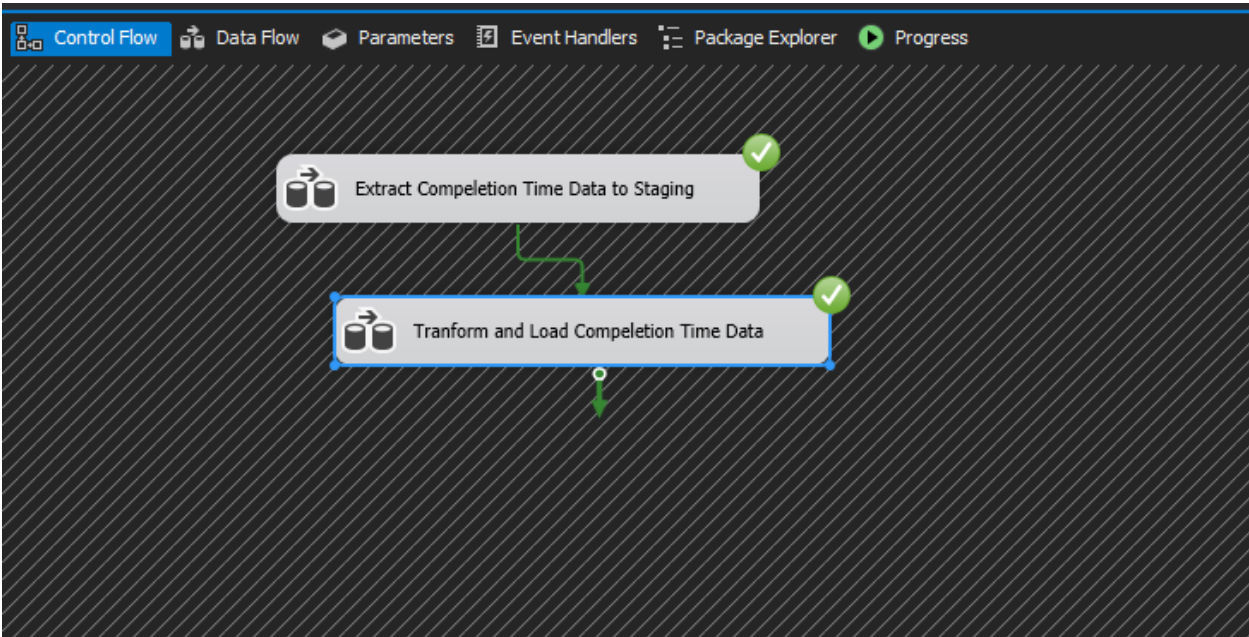 Control Flow Data Flow Parameters Event Handlers Package Explorer Progress
Extract Compeletion Time Data to Staging
Tranform and Load Compeletion Time Data